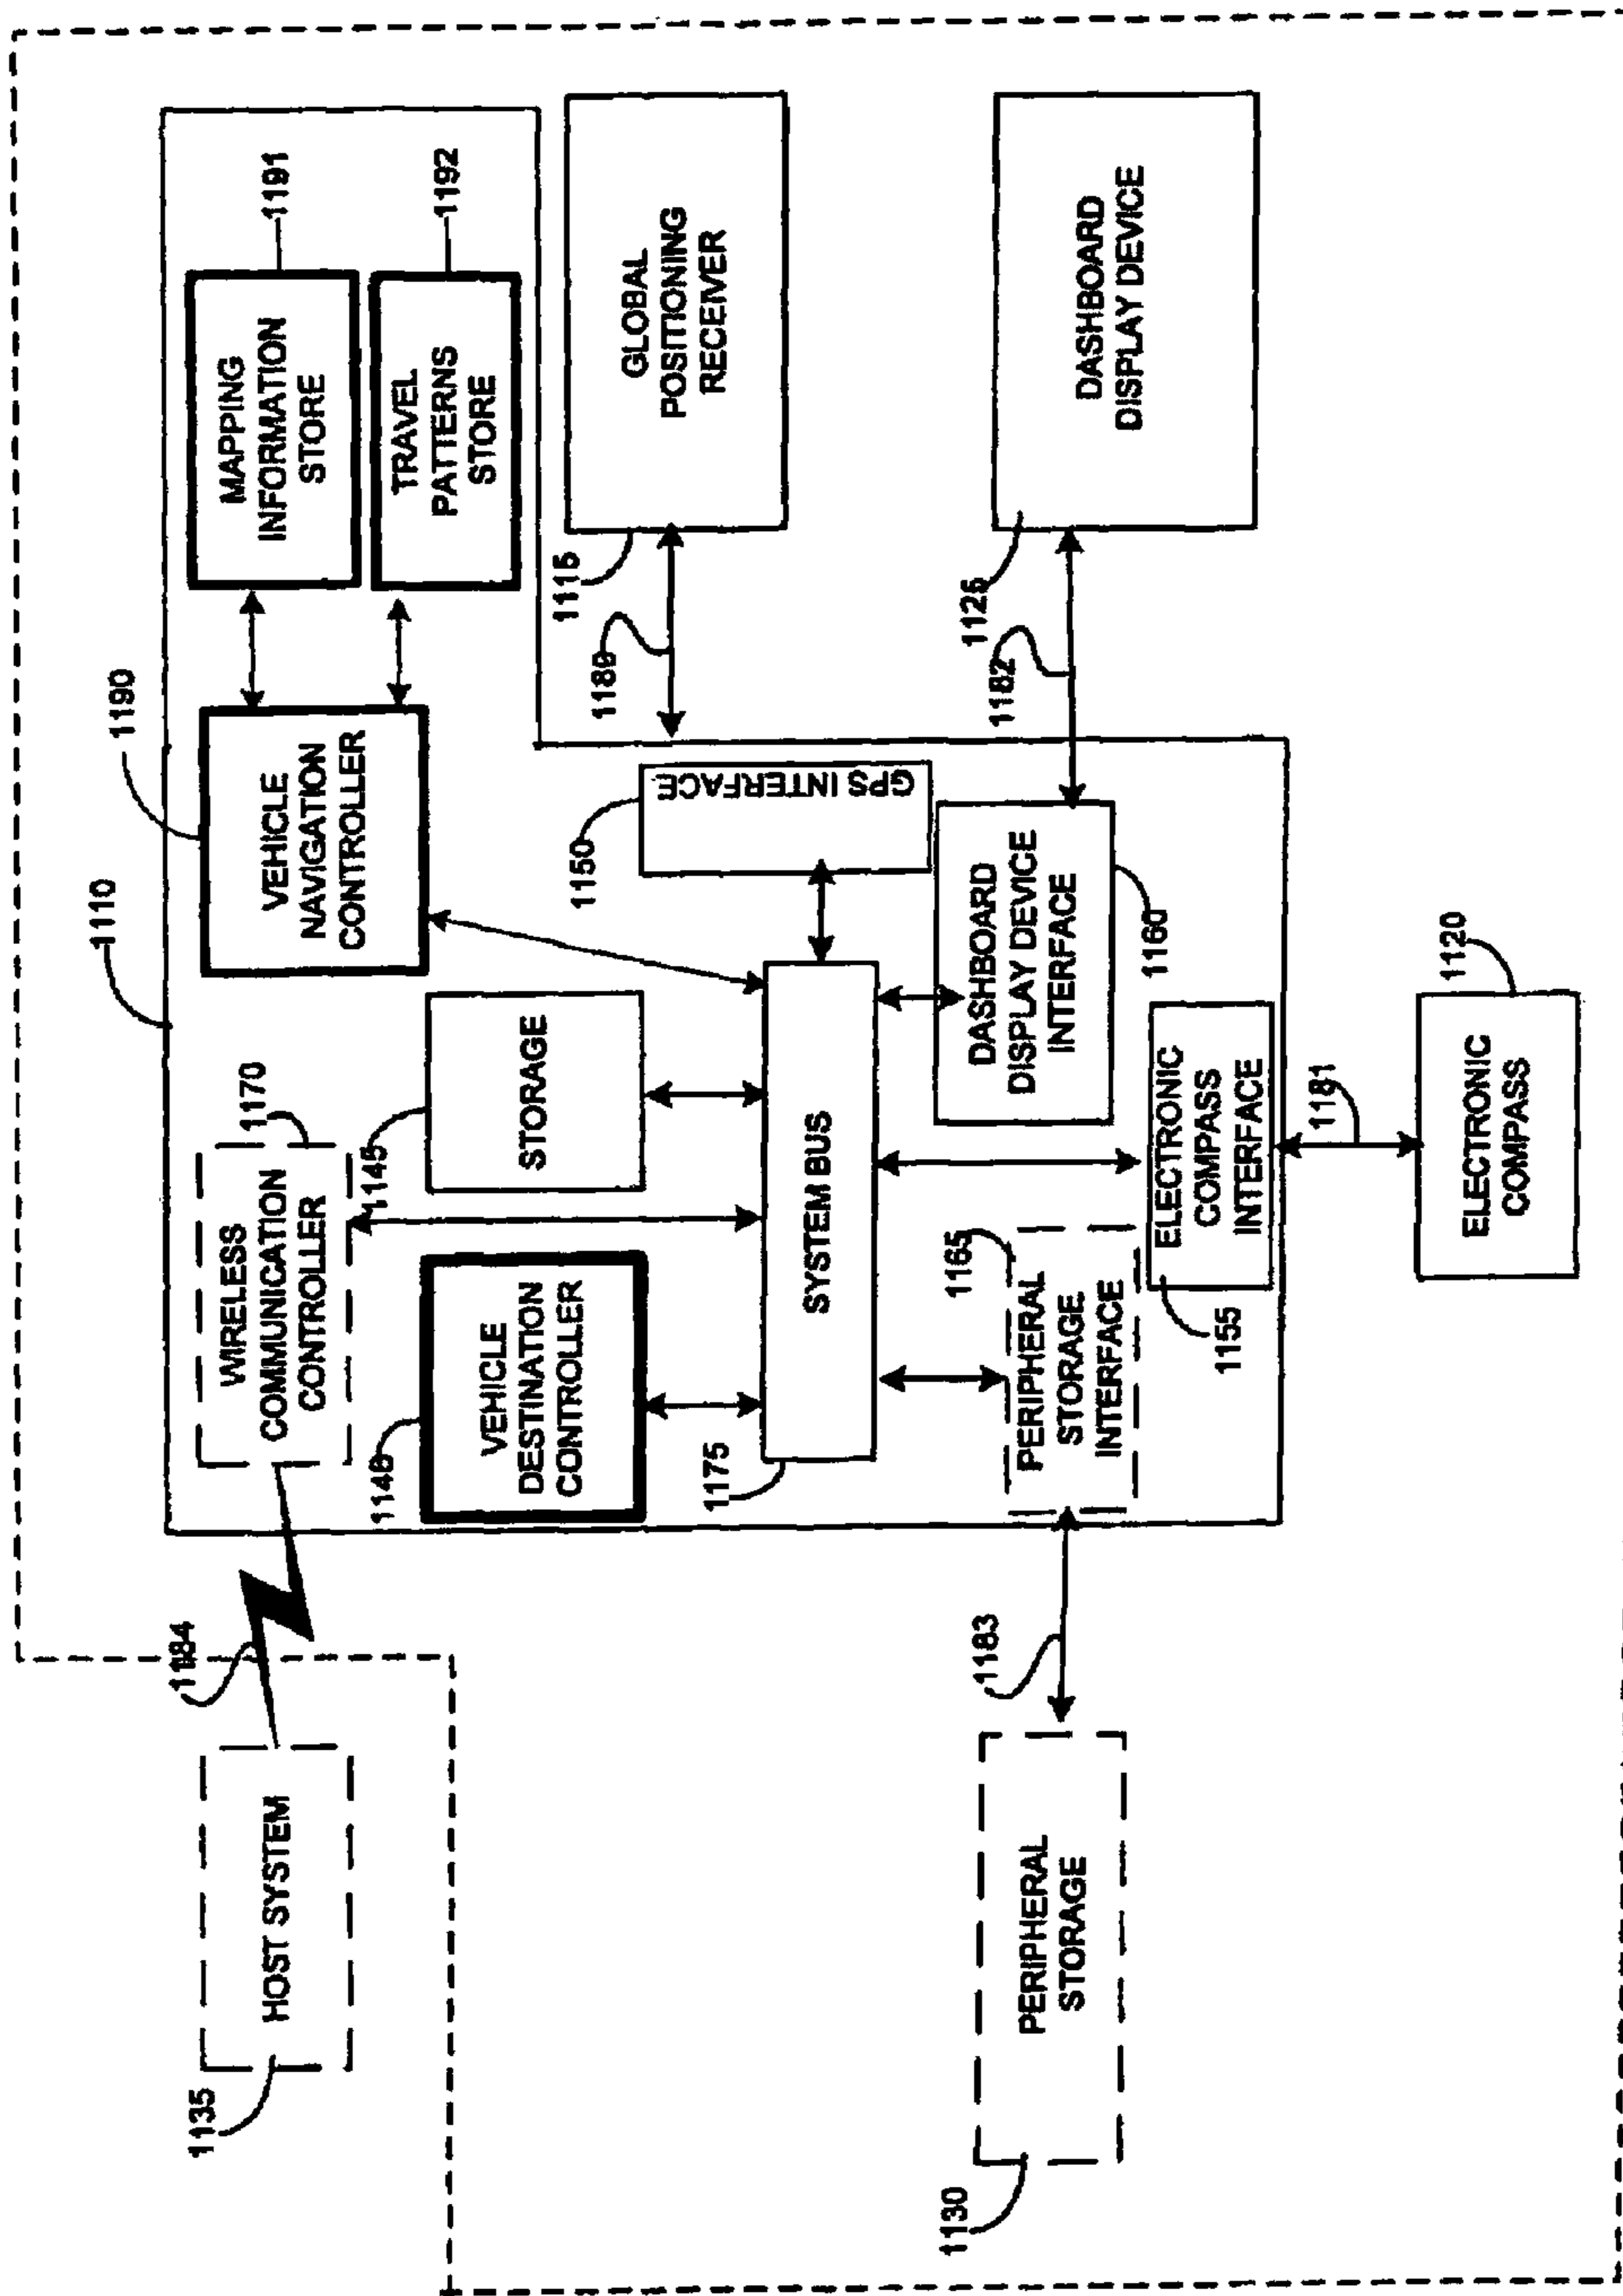 1110
1190
1170
WIRELESS
COMMUNICATION
CONTROLLER
VEHICLE
NAVIGATION
CONTROLLER
MAPPING
INFORMATION
STORE
1191
TRAVEL
PATTERNS
STORE
1192
1184
HOST SYSTEM
1135
1145
STORAGE
VEHICLE
DESTINATION
CONTROLLER
1175
SYSTEM BUS
1150
GPS INTERFACE
1115
GLOBAL
POSITIONING
RECEIVER
1182
DASHBOARD
DISPLAY DEVICE
DASHBOARD
DISPLAY DEVICE
INTERFACE
1160
1165
PERIPHERAL
STORAGE
INTERFACE
ELECTRONIC
COMPASS
INTERFACE
1155
1183
PERIPHERAL
STORAGE
1130
1181
1120
ELECTRONIC
COMPASS